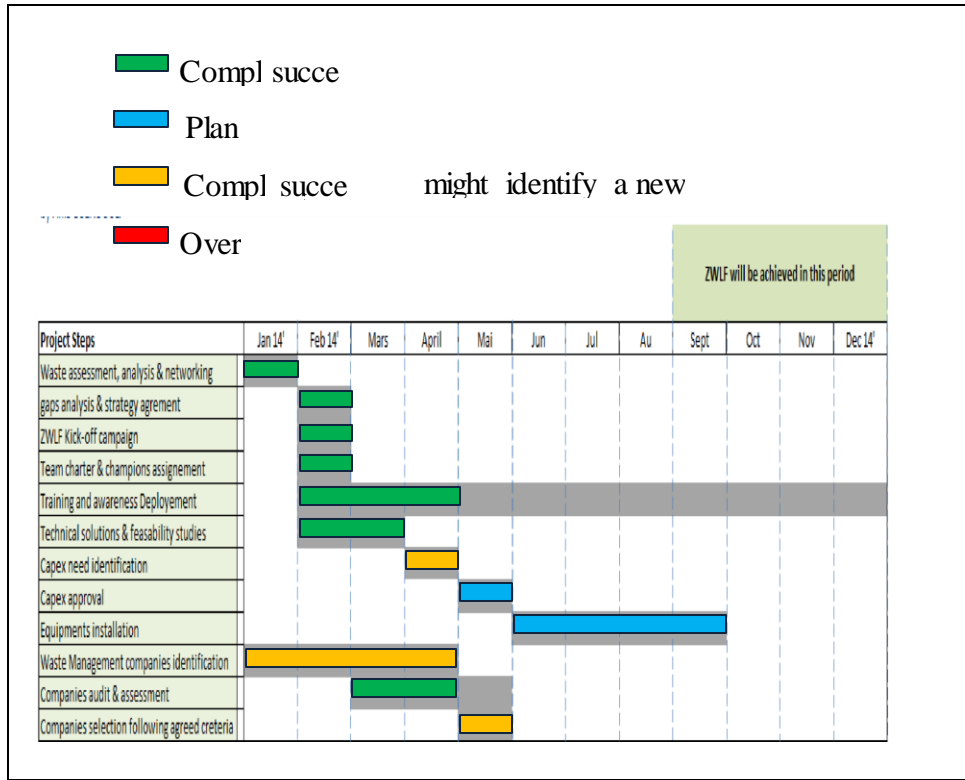 Compl succe
Plan
Compl succe might identify a new
Over
ZWLF will be achieved in this period
Project Steps Jan 14' Feb 14' Mars April Mai Jun Jul Au Sept Oct Nov Dec 14'
Waste assessment, analysis & networking
gaps analysis & strategy agrement
ZWLF Kick-off campaign
Team charter & champions assignement
Training and awareness Deployement
Technical solutions & feasability studies
Capex need identification
Capex approval
Equipments installation
Waste Management companies identification
Companies audit & assessment
Companies selection following agreed creteria